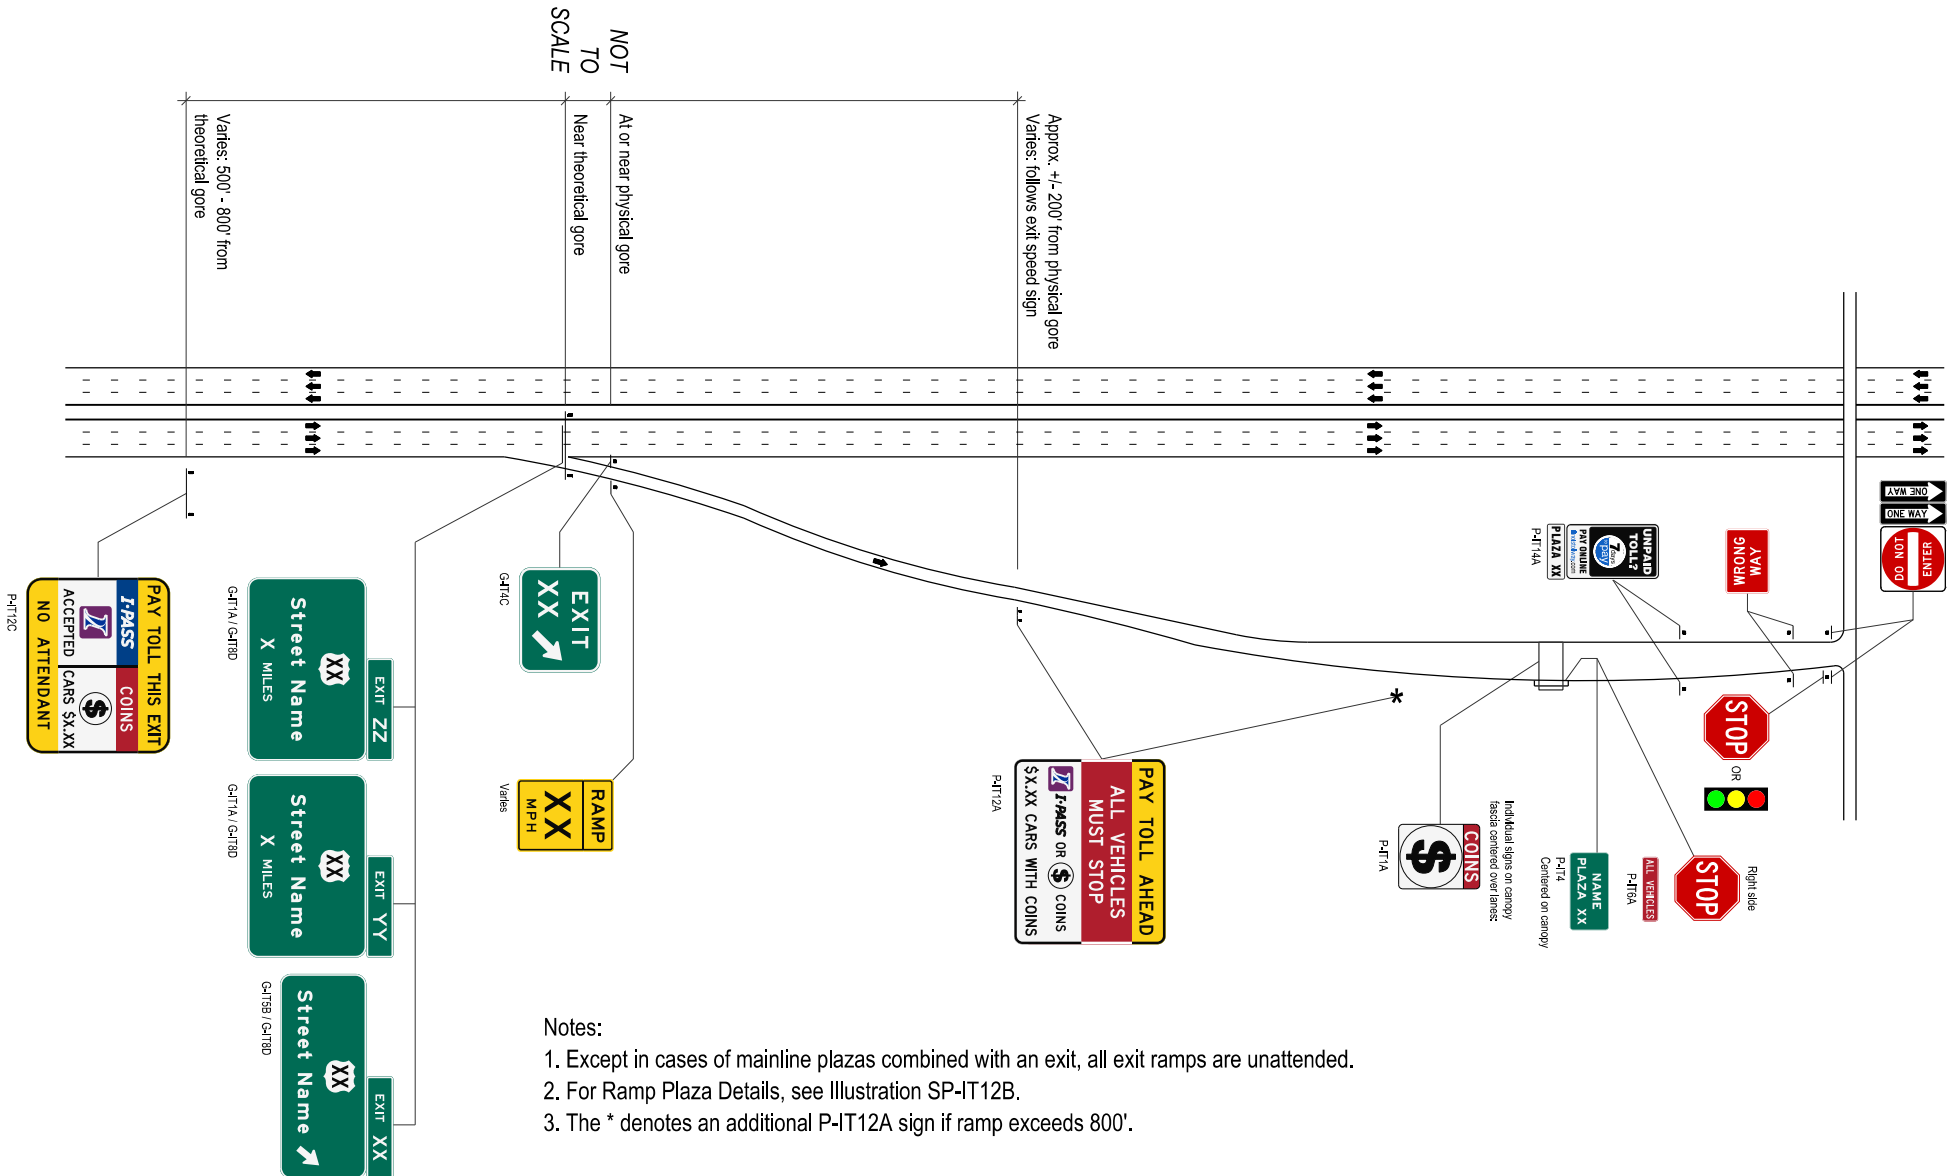 NOT
TO
SCALE
Varies: 500' - 800' from
theoretical gore
Near theoretical gore
At or near physical gore
Approx. +/- 200' from physical gore
Varies: follows exit speed sign
ONE WAY
ONE WAY
DO NOT
ENTER
WRONG
WAY
UNPAID
TOLL?
7 days
to pay
PAY ONLINE
PLAZA XX
P-IT14A
STOP
OR
Right side
STOP
ALL VEHICLES
P-IT6A
NAME
PLAZA XX
P-IT4
Centered on canopy
Individual signs on canopy
fascia centered over lanes:
COINS
$
P-IT1A
*
PAY TOLL AHEAD
ALL VEHICLES
MUST STOP
I-PASS OR $ COINS
$X.XX CARS WITH COINS
P-IT12A
EXIT
XX
G-IT4C
RAMP
XX
MPH
Varies
EXIT ZZ
XX
Street Name
X MILES
G-IT1A / G-IT8D
EXIT YY
XX
Street Name
X MILES
G-IT1A / G-IT8D
EXIT XX
XX
Street Name
G-IT5B / G-IT8D
PAY TOLL THIS EXIT
I-PASS
ACCEPTED
COINS
$
CARS $X.XX
NO ATTENDANT
P-IT12C
Notes:
1. Except in cases of mainline plazas combined with an exit, all exit ramps are unattended.
2. For Ramp Plaza Details, see Illustration SP-IT12B.
3. The * denotes an additional P-IT12A sign if ramp exceeds 800'.